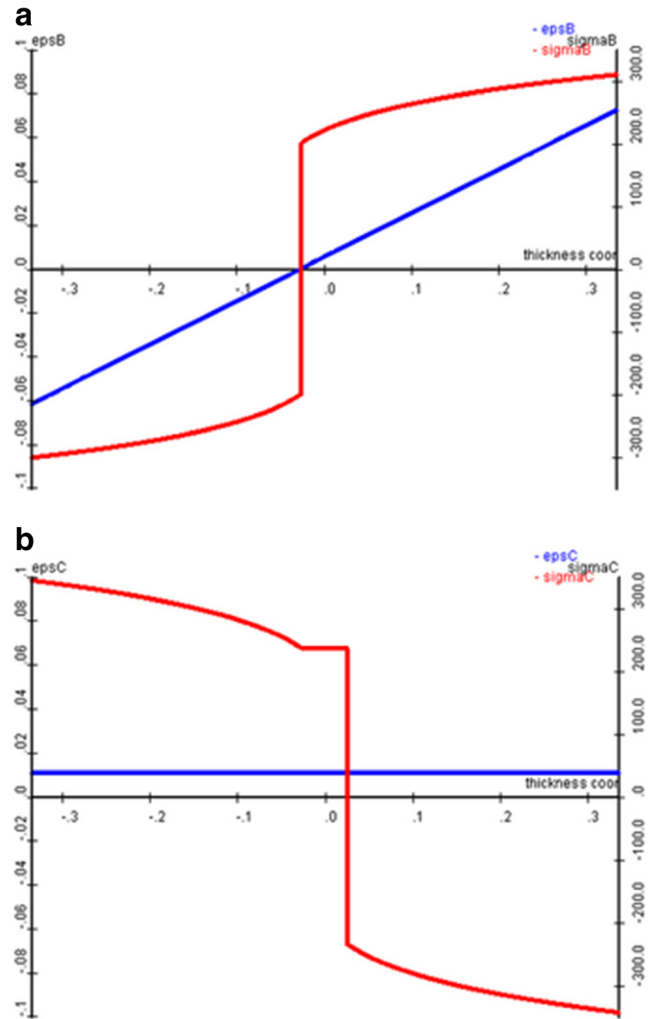 a
epsB
- epsB
sigmaB
- sigmaB
.1
.08
.06
.04
.02
.0
-.02
-.04
-.06
-.08
-.1
300.0
200.0
100.0
.0
-100.0
-200.0
-300.0
thickness coor
-.3 -.2 -.1 .0 .1 .2 .3
b
epsC
- epsC
sigmaC
- sigmaC
.1
.08
.06
.04
.02
.0
-.02
-.04
-.06
-.08
-.1
300.0
200.0
100.0
.0
-100.0
-200.0
-300.0
thickness coor
-.3 -.2 -.1 .0 .1 .2 .3